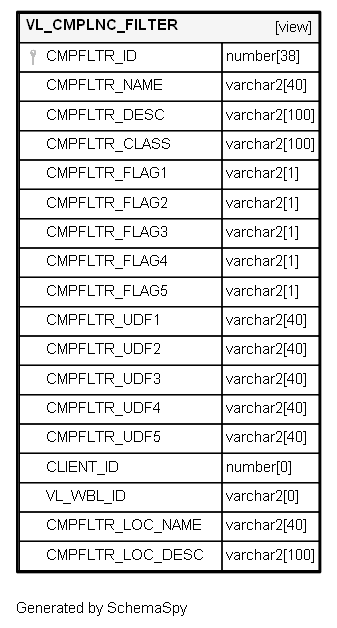 VL_CMPLNC_FILTER [view]
CMPFLTR_ID number[38]
CMPFLTR_NAME varchar2[40]
CMPFLTR_DESC varchar2[100]
CMPFLTR_CLASS varchar2[100]
CMPFLTR_FLAG1 varchar2[1]
CMPFLTR_FLAG2 varchar2[1]
CMPFLTR_FLAG3 varchar2[1]
CMPFLTR_FLAG4 varchar2[1]
CMPFLTR_FLAG5 varchar2[1]
CMPFLTR_UDF1 varchar2[40]
CMPFLTR_UDF2 varchar2[40]
CMPFLTR_UDF3 varchar2[40]
CMPFLTR_UDF4 varchar2[40]
CMPFLTR_UDF5 varchar2[40]
CLIENT_ID number[0]
VL_WBL_ID varchar2[0]
CMPFLTR_LOC_NAME varchar2[40]
CMPFLTR_LOC_DESC varchar2[100]
Generated by SchemaSpy